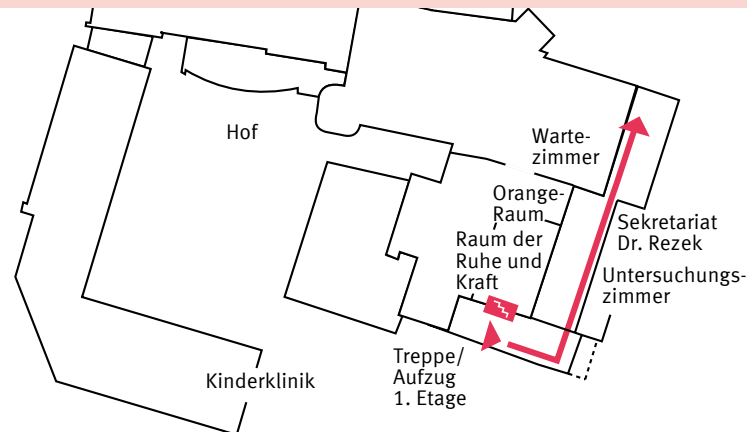 Hof
Warte-
zimmer
Orange-
Raum
Raum der
Ruhe und
Kraft
Sekretariat
Dr. Rezek
Untersuchungs-
zimmer
Treppe/
Aufzug
1. Etage
Kinderklinik